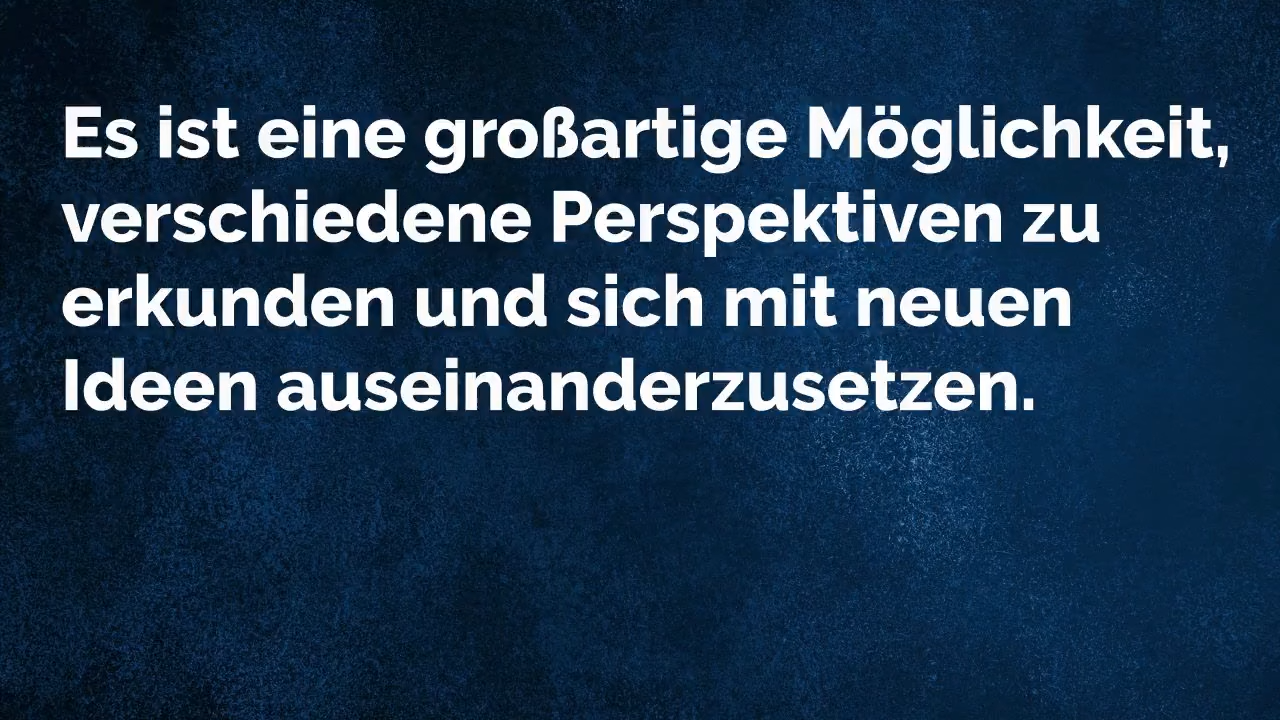 Es ist eine großartige Möglichkeit,
verschiedene Perspektiven zu
erkunden und sich mit neuen
Ideen auseinanderzusetzen.